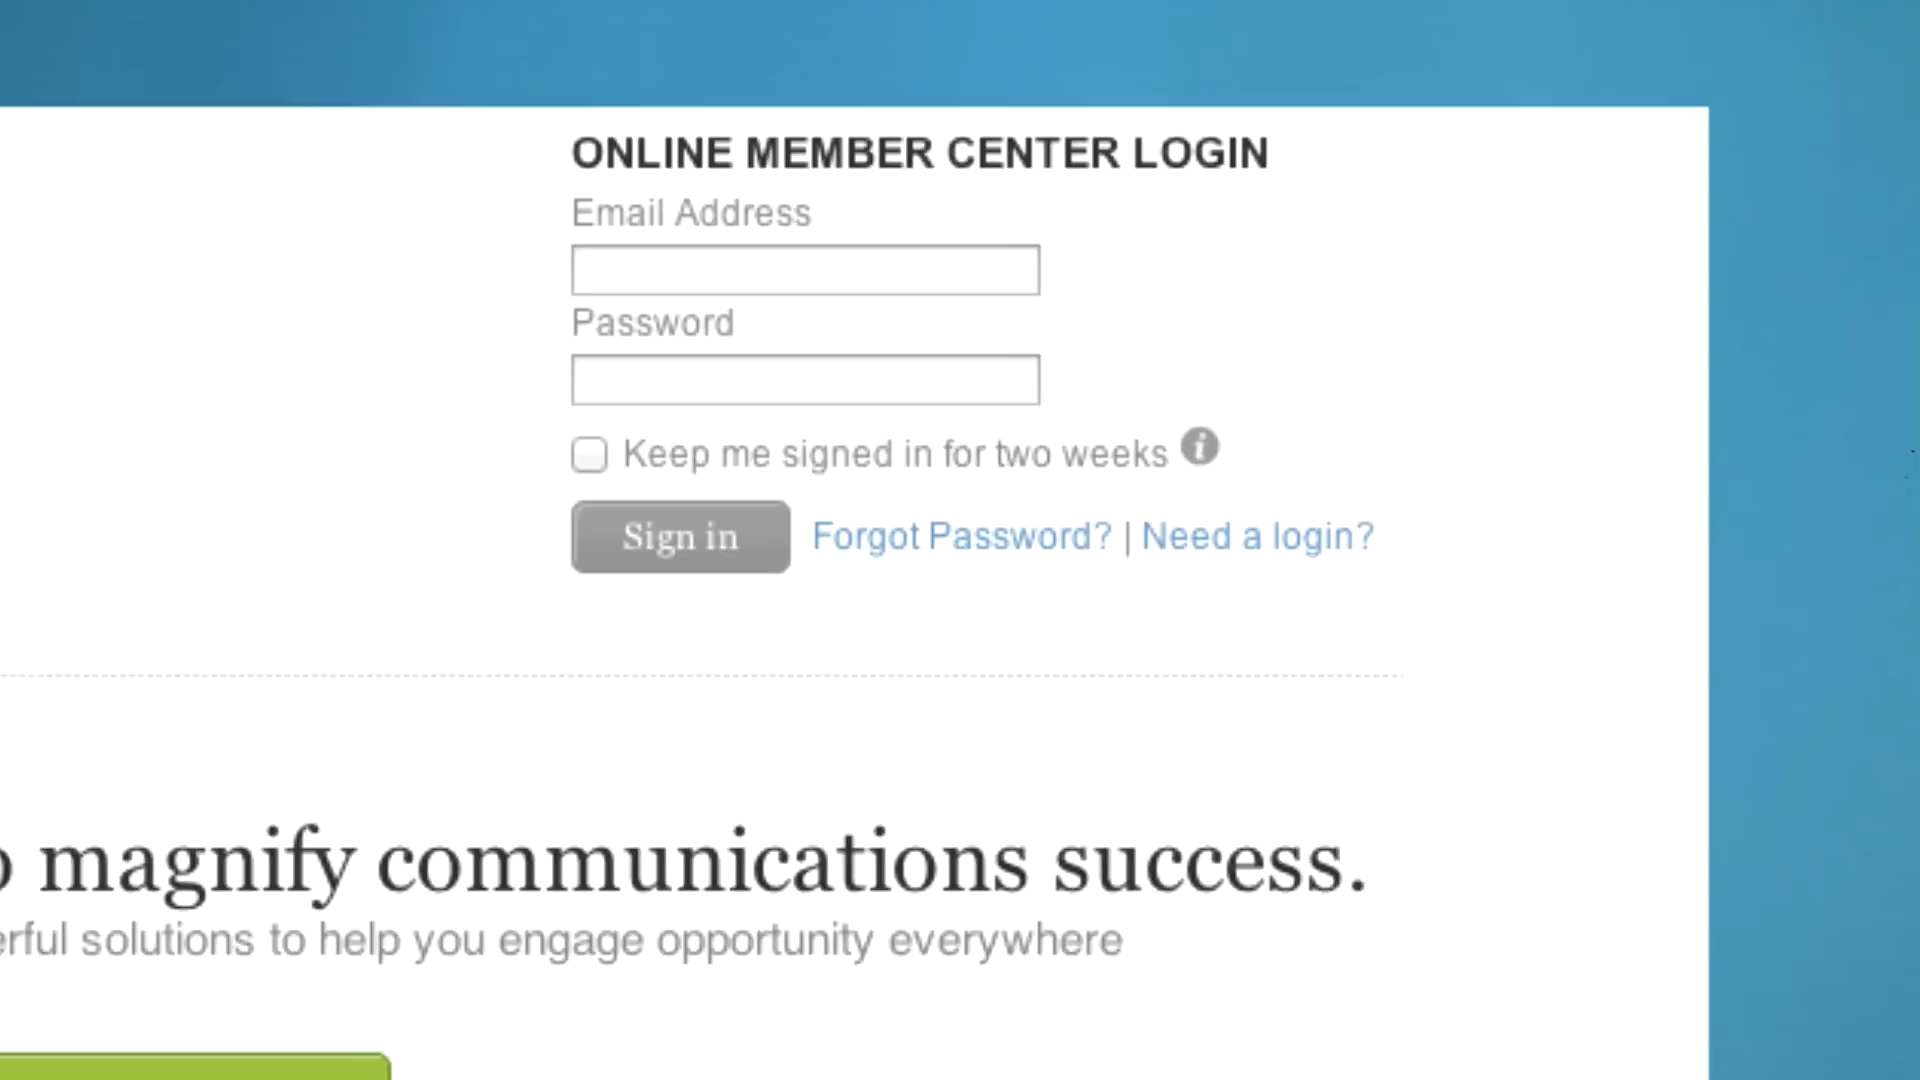 ONLINE MEMBER CENTER LOGIN
Email Address
Password
Keep me signed in for two weeks
Sign in Forgot Password? | Need a login?
magnify communications success.
solutions to help you engage opportunity everywhere